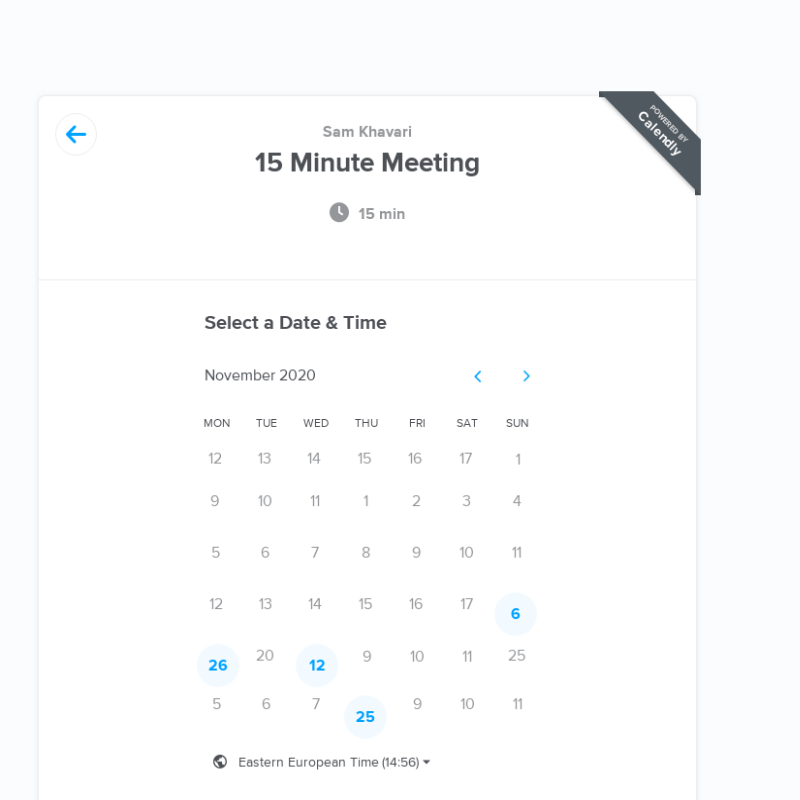 POWERED BY
Calendly
Sam Khavari
15 Minute Meeting
15 min
Select a Date & Time
November 2020
MON TUE WED THU FRI SAT SUN
12 13 14 15 16 17 1
9 10 11 1 2 3 4
5 6 7 8 9 10 11
12 13 14 15 16 17 6
26 20 12 9 10 11 25
5 6 7 25 9 10 11
Eastern European Time (14:56)